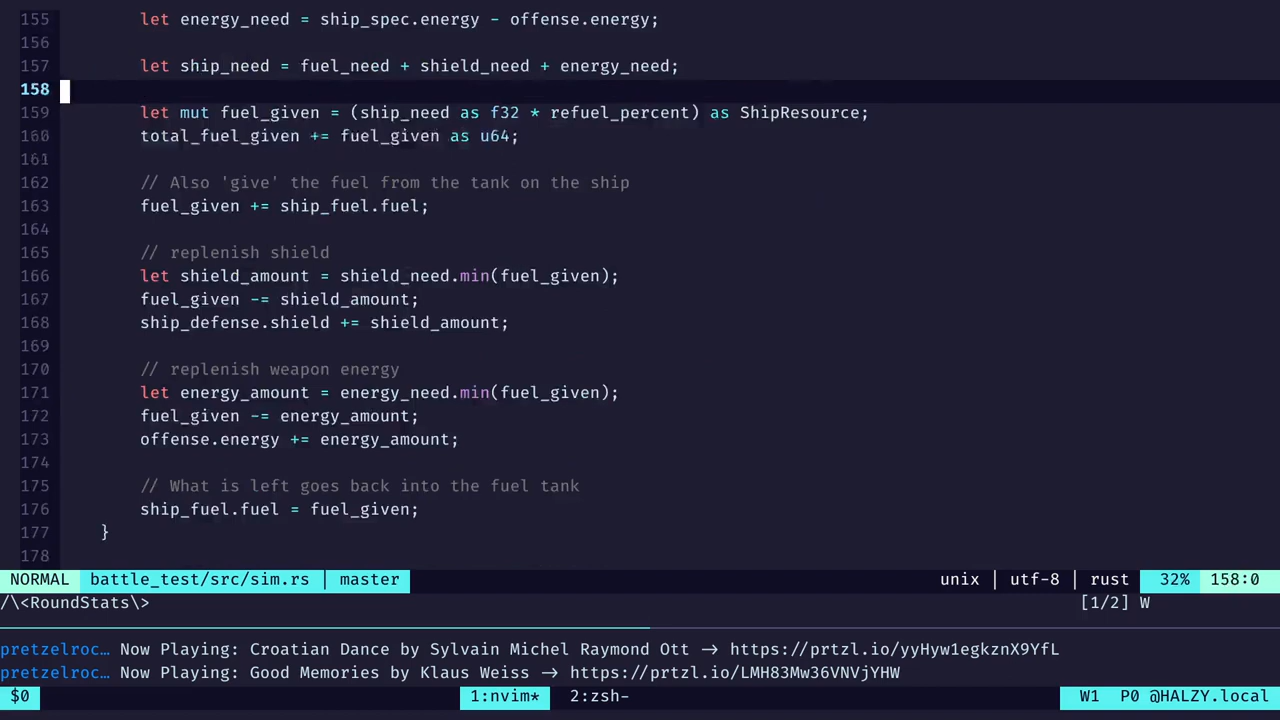 155 let energy_need = ship_spec.energy - offense.energy;
156
157 let ship_need = fuel_need + shield_need + energy_need;
158
159 let mut fuel_given = (ship_need as f32 * refuel_percent) as ShipResource;
160 total_fuel_given += fuel_given as u64;
161
162 // Also 'give' the fuel from the tank on the ship
163 fuel_given += ship_fuel.fuel;
164
165 // replenish shield
166 let shield_amount = shield_need.min(fuel_given);
167 fuel_given -= shield_amount;
168 ship_defense.shield += shield_amount;
169
170 // replenish weapon energy
171 let energy_amount = energy_need.min(fuel_given);
172 fuel_given -= energy_amount;
173 offense.energy += energy_amount;
174
175 // What is left goes back into the fuel tank
176 ship_fuel.fuel = fuel_given;
177 }
178
NORMAL battle_test/src/sim.rs | master unix | utf-8 | rust 32% 158:0
/\<RoundStats\> [1/2] W
pretzelroc… Now Playing: Croatian Dance by Sylvain Michel Raymond Ott -> https://prtzl.io/yyHyw1egkznX9YfL
pretzelroc… Now Playing: Good Memories by Klaus Weiss -> https://prtzl.io/LMH83Mw36VNVjYHW
$0 1:nvim* 2:zsh- W1 P0 @HALZY.local